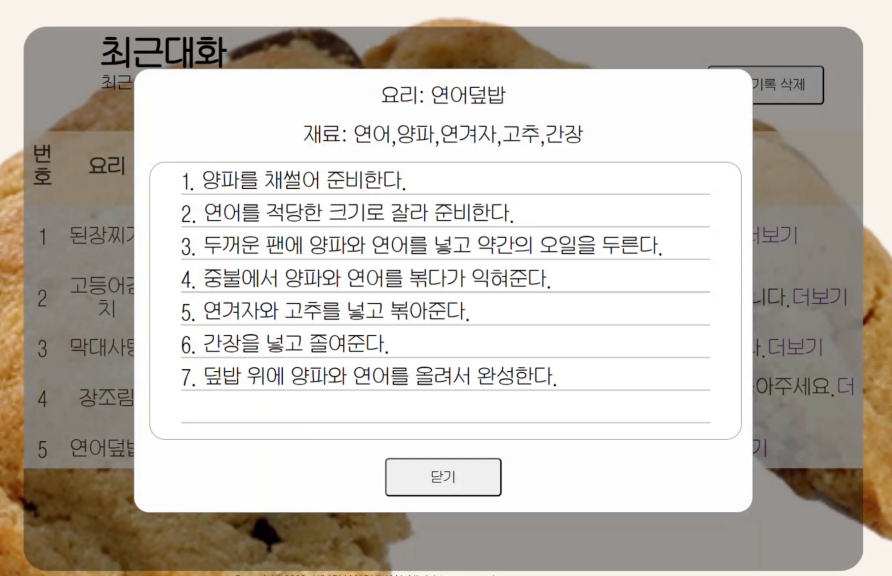 최근대화
최근
기록 삭제
요리: 연어덮밥
재료: 연어,양파,연겨자,고추,간장
번호
요리
1. 양파를 채썰어 준비한다.
2. 연어를 적당한 크기로 잘라 준비한다.
3. 두꺼운 팬에 양파와 연어를 넣고 약간의 오일을 두른다.
4. 중불에서 양파와 연어를 볶다가 익혀준다.
5. 연겨자와 고추를 넣고 볶아준다.
6. 간장을 넣고 졸여준다.
7. 덮밥 위에 양파와 연어를 올려서 완성한다.
1 된장찌 더보기
2 고등어 치 니다.더보기
3 막대사 더보기
4 장조림 아주세요.더
5 연어덮
닫기